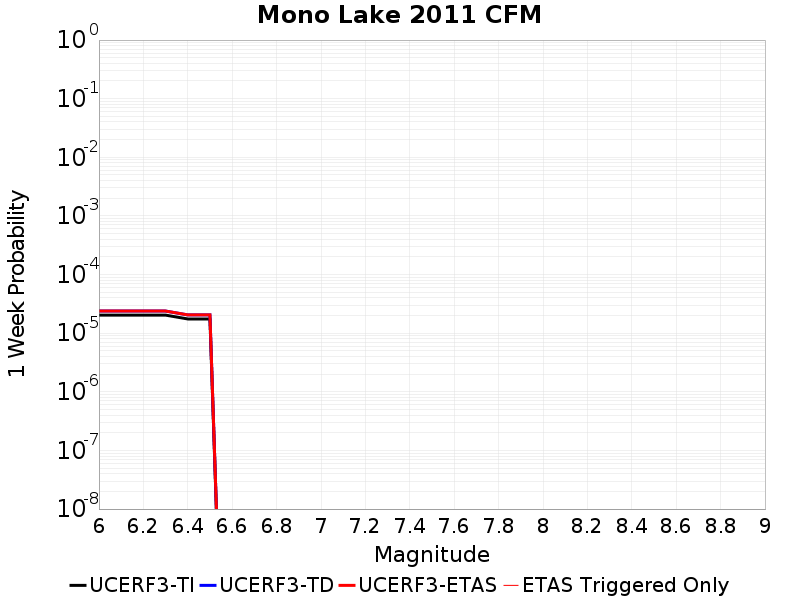 Mono Lake 2011 CFM
10^0
10^-1
10^-2
10^-3
10^-4
10^-5
10^-6
10^-7
10^-8
1 Week Probability
6 6.2 6.4 6.6 6.8 7 7.2 7.4 7.6 7.8 8 8.2 8.4 8.6 8.8 9
Magnitude
UCERF3-TI UCERF3-TD UCERF3-ETAS ETAS Triggered Only